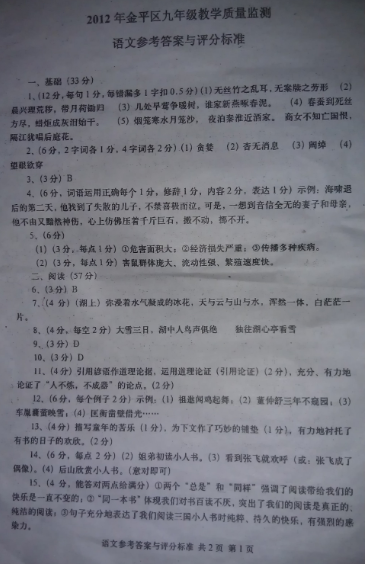 2012年金平区九年级教学质量监测
语文参考答案与评分标准
一、基础（33分）
1、（12分，每句1分，每错漏多1字扣0.5分）（1）无丝竹之乱耳，无案牍之劳形 （2）
晨兴理荒秽，带月荷锄归 （3）几处早莺争暖树，谁家新燕啄春泥。 （4）春蚕到死丝
方尽，蜡炬成灰泪始干。 （5）烟笼寒水月笼沙，夜泊秦淮近酒家。商女不知亡国恨，
隔江犹唱后庭花。
2、（6分，2字词各1分，4字词各2分）（1）贪婪 （2）杳无消息 （3） （4）
望眼欲穿
3、（3分）B
4、（6分，词语运用正确每个1分，修辞1分，内容2分，表达1分）示例：海啸退
后的第二天，他找到了失散的儿子，不禁喜极而泣。可是，一想到音信全无的妻子和母亲，
他不由又黯然神伤，心上仿佛压着千斤巨石，搬不动，挪不开。
5、（6分）
（1）（3分，每点1分）①危害面积大；②经济损失严重；③传播多种疾病。
（2）（3分，每点1分）害鼠群体庞大、流动性强、繁殖速度快。
二、阅读（57分）
6、（3分）B
7、（4分）（湖上）弥漫着水气凝成的冰花，天与云与山与水，浑然一体，白茫茫一
片。
8、（4分，每空2分）大雪三日，湖中人鸟声俱绝 独往湖心亭看雪
9、（3分）D
10、（3分）D
11、（4分）引用谚语作道理论据，运用道理论证（引用论证）（2分），充分、有力地
论证了“人不学，不成器”的论点。（2分）
12、（6分，每个例子2分）示例：（1）祖逖闻鸡起舞；（2）董仲舒三年不窥园；（3）
车胤囊萤映雪；（4）匡衡凿壁借光……
13、（4分）描写童年的苦乐（1分），为下文作了巧妙的铺垫（1分），有力地衬托了
有书的日子的欢欣。（2分）
14、（6分，每点2分）（2）姐弟初读小人书。（3）看到张飞就欢呼（或：张飞成了
偶像）。（4）后山欣赏小人书。（意对即可）
15、（4分，能答对两点给满分）①两个“总是”和“同样”强调了阅读带给我们的
快乐是一直不变的；②“同一本书”体现我们对书百读不厌，突出了我们的阅读是真正的、
纯洁的阅读；③句子充分地表达了我们阅读三国小人书时纯粹、持久的快乐，有强烈的感
染力。
语文参考答案与评分标准 共2页 第1页